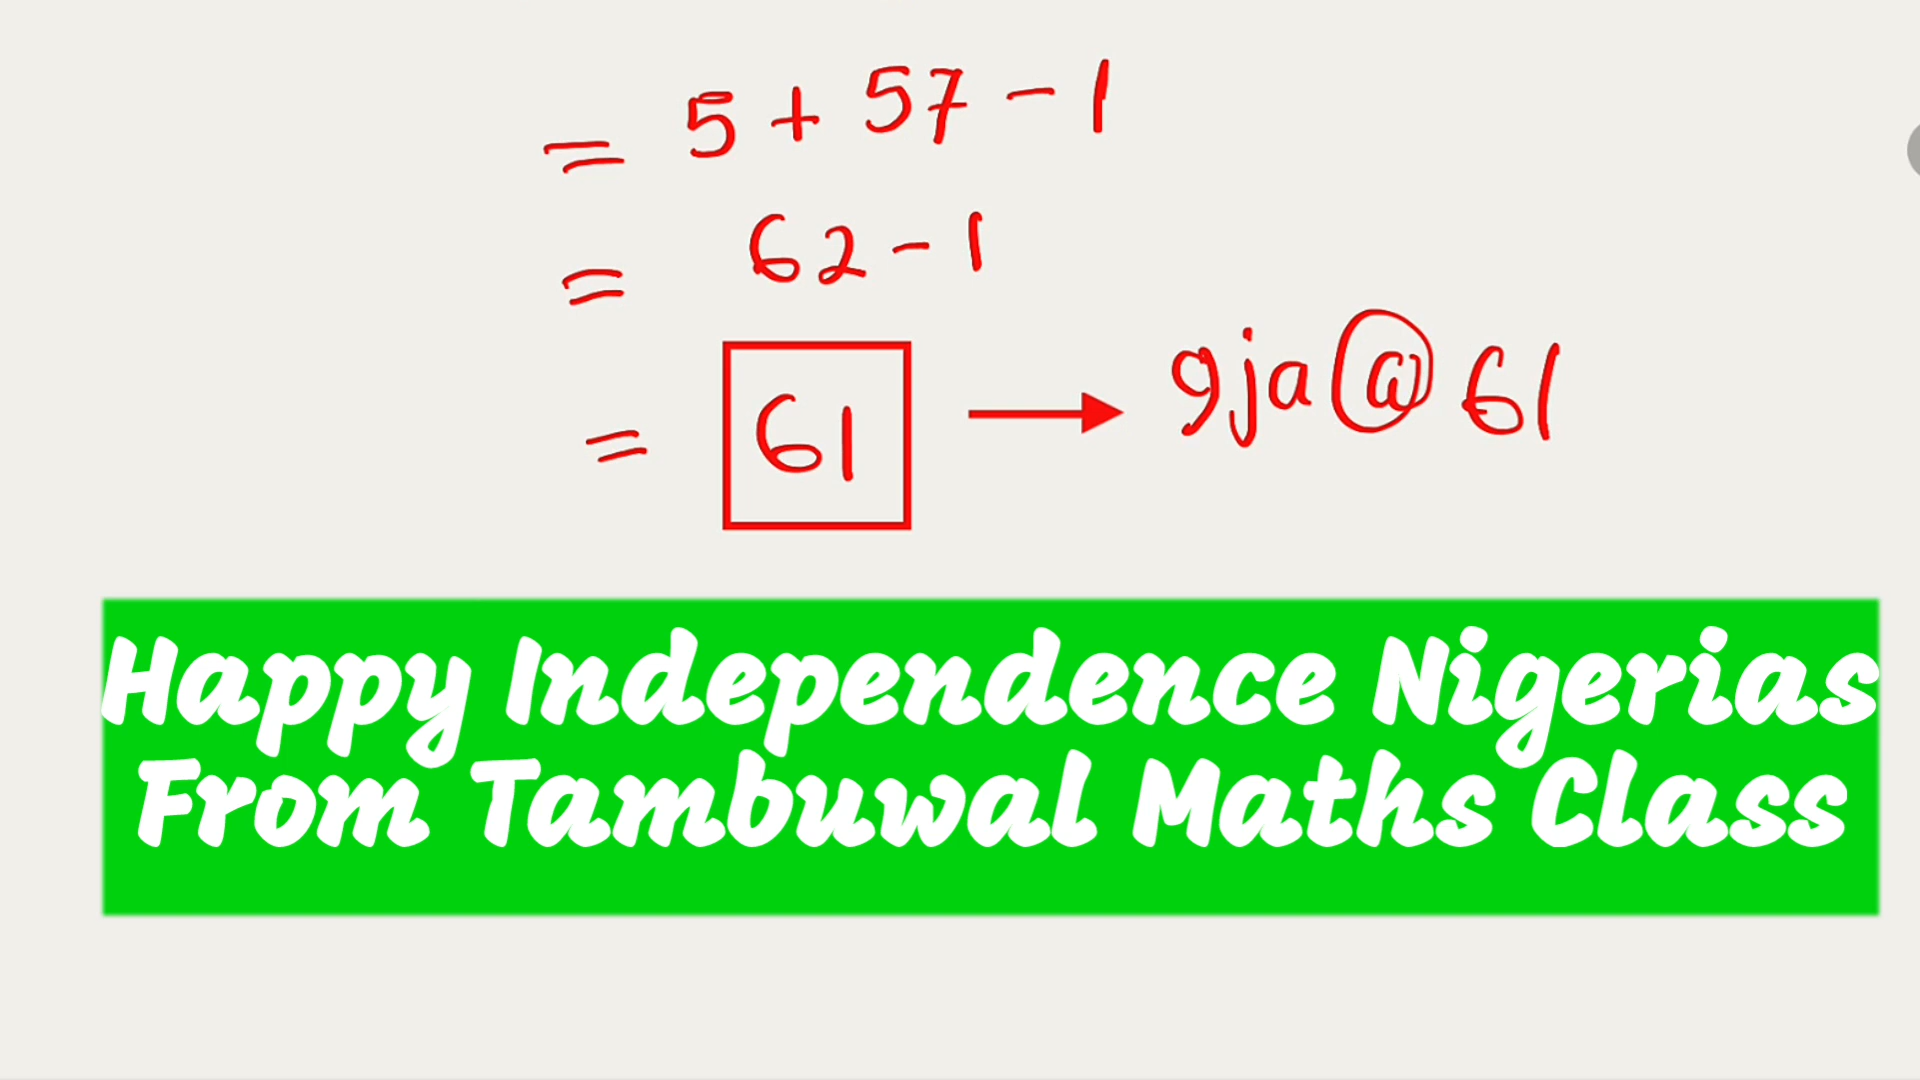 = 5 + 57 - 1
= 62 - 1
= 61 → 9ja @ 61
Happy Independence Nigerias
From Tambuwal Maths Class